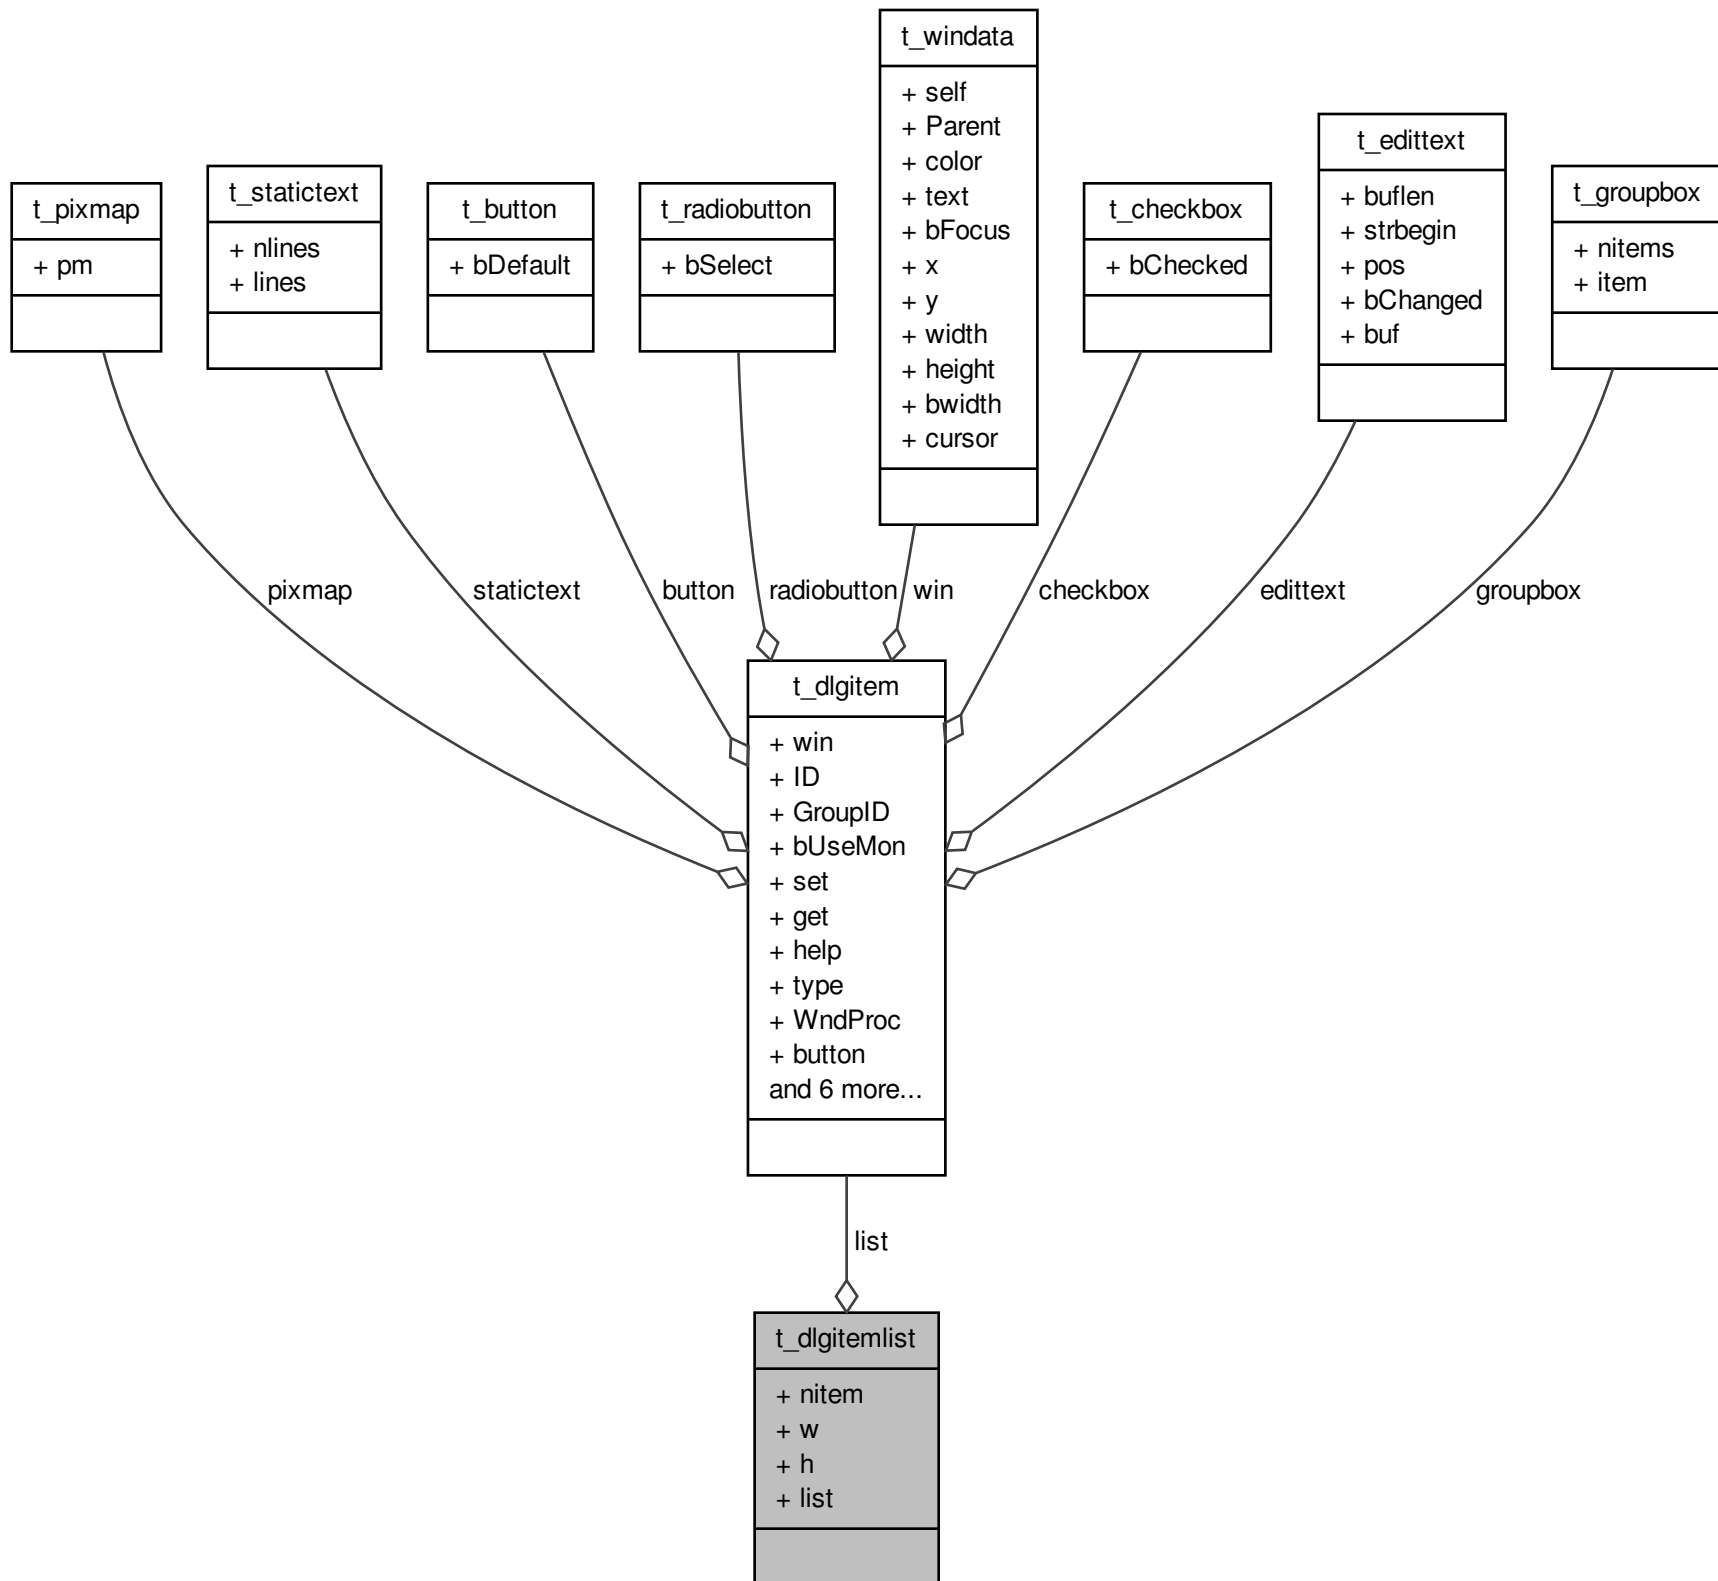 t_windata
+ self
+ Parent
+ color
+ text
+ bFocus
+ x
+ y
+ width
+ height
+ bwidth
+ cursor
t_pixmap
+ pm
t_statictext
+ nlines
+ lines
t_button
+ bDefault
t_radiobutton
+ bSelect
t_checkbox
+ bChecked
t_edittext
+ buflen
+ strbegin
+ pos
+ bChanged
+ buf
t_groupbox
+ nitems
+ item
pixmap
statictext
button
radiobutton
win
checkbox
edittext
groupbox
t_dlgitem
+ win
+ ID
+ GroupID
+ bUseMon
+ set
+ get
+ help
+ type
+ WndProc
+ button
and 6 more...
list
t_dlgitemlist
+ nitem
+ w
+ h
+ list